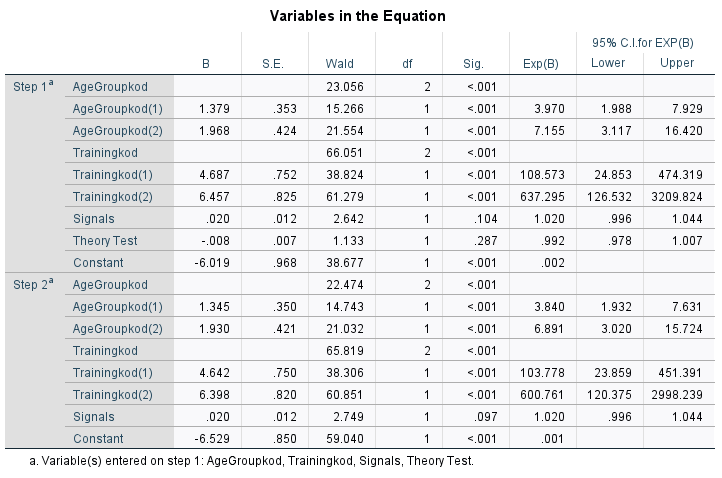 Variables in the Equation
95% C.I.for EXP(B)
B S.E. Wald df Sig. Exp(B) Lower Upper
Step 1a AgeGroupkod 23.056 2 <.001
AgeGroupkod(1) 1.379 .353 15.266 1 <.001 3.970 1.988 7.929
AgeGroupkod(2) 1.968 .424 21.554 1 <.001 7.155 3.117 16.420
Trainingkod 66.051 2 <.001
Trainingkod(1) 4.687 .752 38.824 1 <.001 108.573 24.853 474.319
Trainingkod(2) 6.457 .825 61.279 1 <.001 637.295 126.532 3209.824
Signals .020 .012 2.642 1 .104 1.020 .996 1.044
Theory Test -.008 .007 1.133 1 .287 .992 .978 1.007
Constant -6.019 .968 38.677 1 <.001 .002
Step 2a AgeGroupkod 22.474 2 <.001
AgeGroupkod(1) 1.345 .350 14.743 1 <.001 3.840 1.932 7.631
AgeGroupkod(2) 1.930 .421 21.032 1 <.001 6.891 3.020 15.724
Trainingkod 65.819 2 <.001
Trainingkod(1) 4.642 .750 38.306 1 <.001 103.778 23.859 451.391
Trainingkod(2) 6.398 .820 60.851 1 <.001 600.761 120.375 2998.239
Signals .020 .012 2.749 1 .097 1.020 .996 1.044
Constant -6.529 .850 59.040 1 <.001 .001
a. Variable(s) entered on step 1: AgeGroupkod, Trainingkod, Signals, Theory Test.